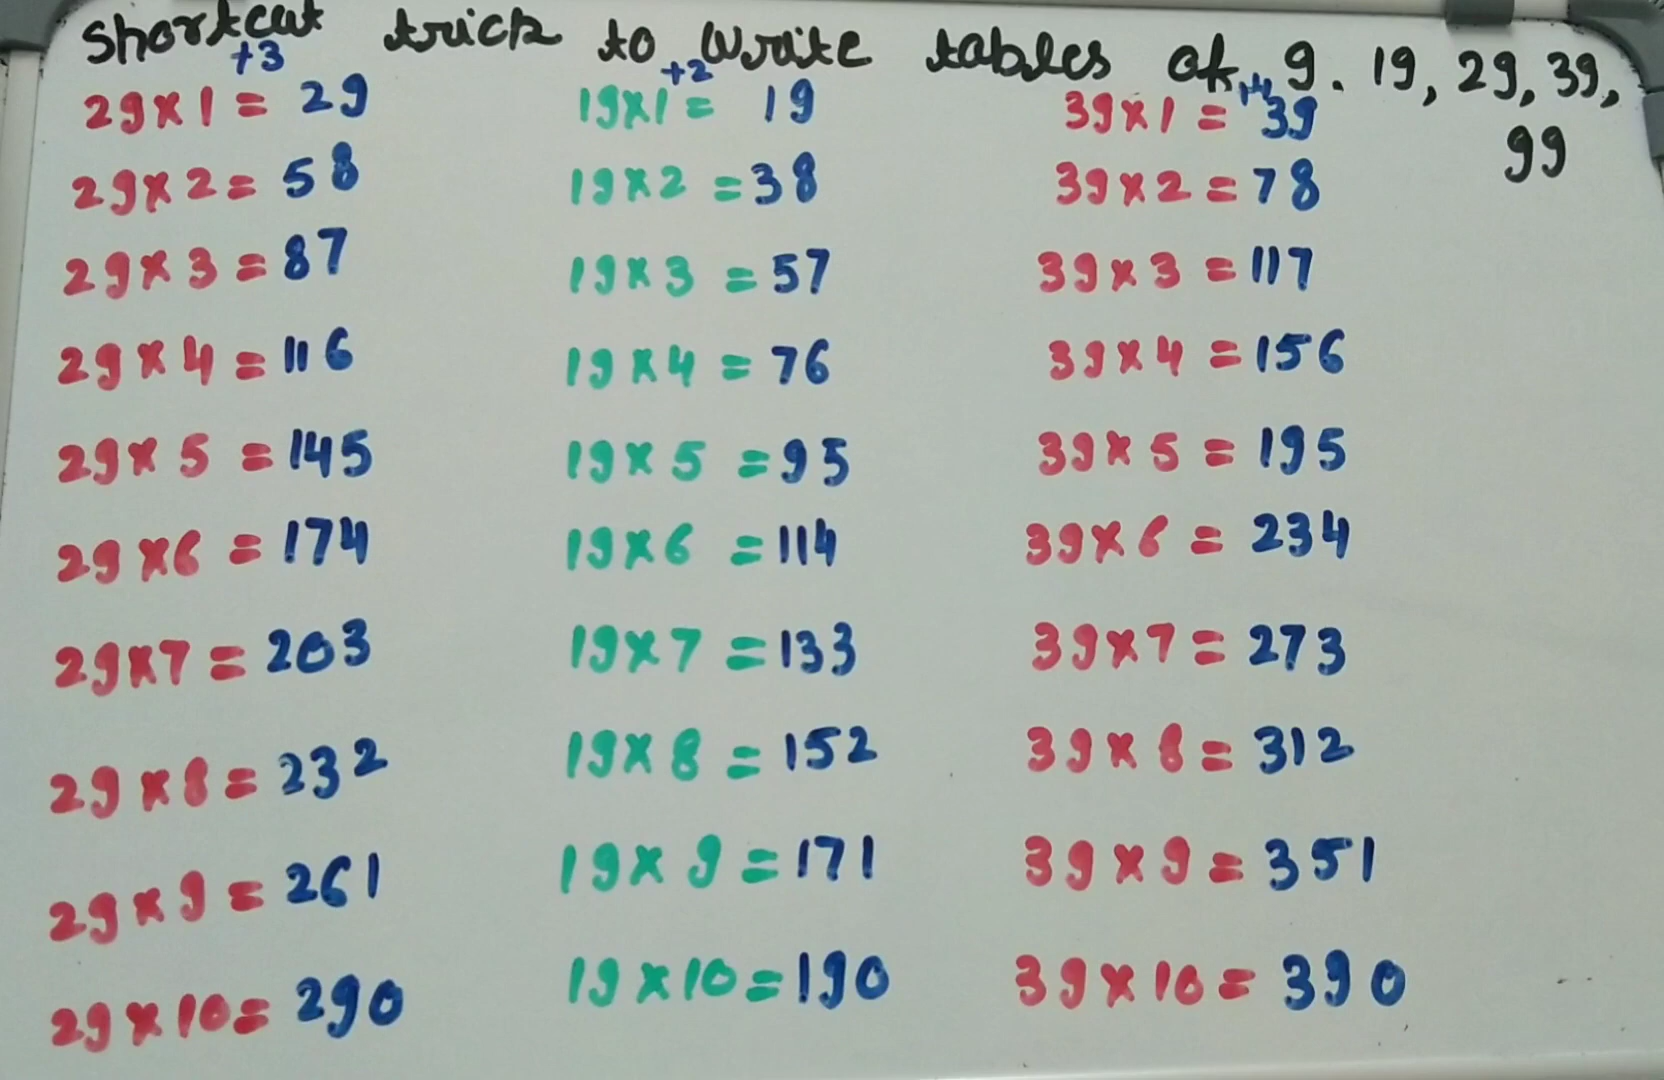 Shortcut trick to write tables of 9. 19, 29, 39,
99
+3 +2 +4
29x1 = 29 19x1 = 19 39x1 = 39
29x2 = 58 19x2 = 38 39x2 = 78
29x3 = 87 19x3 = 57 39x3 = 117
29x4 = 116 19x4 = 76 39x4 = 156
29x5 = 145 19x5 = 95 39x5 = 195
29x6 = 174 19x6 = 114 39x6 = 234
29x7 = 203 19x7 = 133 39x7 = 273
29x8 = 232 19x8 = 152 39x8 = 312
29x9 = 261 19x9 = 171 39x9 = 351
29x10 = 290 19x10 = 190 39x10 = 390